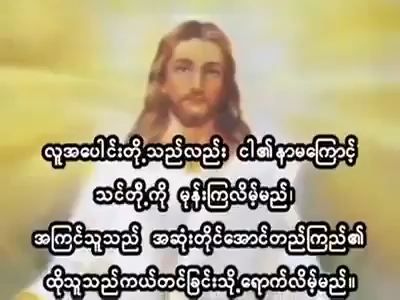 လူအပေါင်းတို့သည်လည်း ငါ၏နာမကြောင့်
သင်တို့ကို မုန်းကြလိမ့်မည်၊
အကြင်သူသည် အဆုံးတိုင်အောင်တည်ကြည်၏
ထိုသူသည်ကယ်တင်ခြင်းသို့ရောက်လိမ့်မည်။